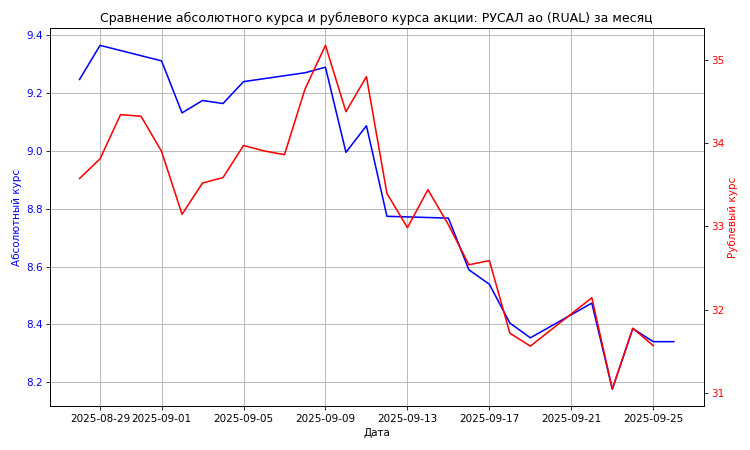 Сравнение абсолютного курса и рублевого курса акции: РУСАЛ ао (RUAL) за месяц
9.4
9.2
9.0
8.8
8.6
8.4
8.2
Абсолютный курс
35
34
33
32
31
Рублевый курс
2025-08-29 2025-09-01 2025-09-05 2025-09-09 2025-09-13 2025-09-17 2025-09-21 2025-09-25
Дата